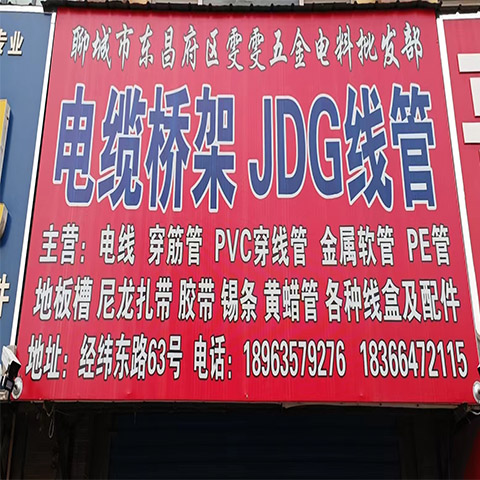 聊城市东昌府区雯雯五金电料批发部
电缆桥架 JDG线管
主营：电线 穿筋管 PVC穿线管 金属软管 PE管
地板槽 尼龙扎带 胶带 锡条 黄蜡管 各种线盒及配件
地址：经纬东路63号 电话：18963579276 18366472115
专业
件